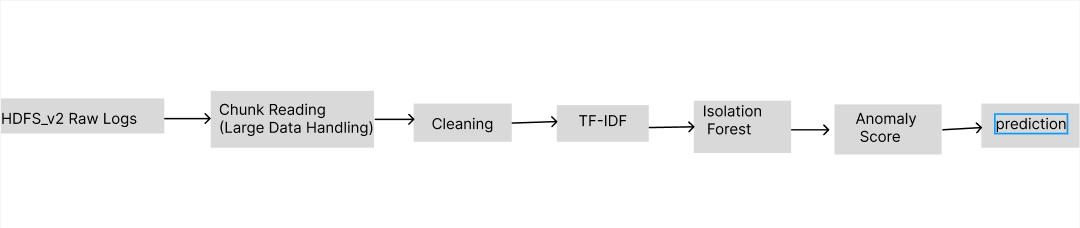 HDFS_v2 Raw Logs
Chunk Reading
(Large Data Handling)
Cleaning
TF-IDF
Isolation
Forest
Anomaly
Score
prediction